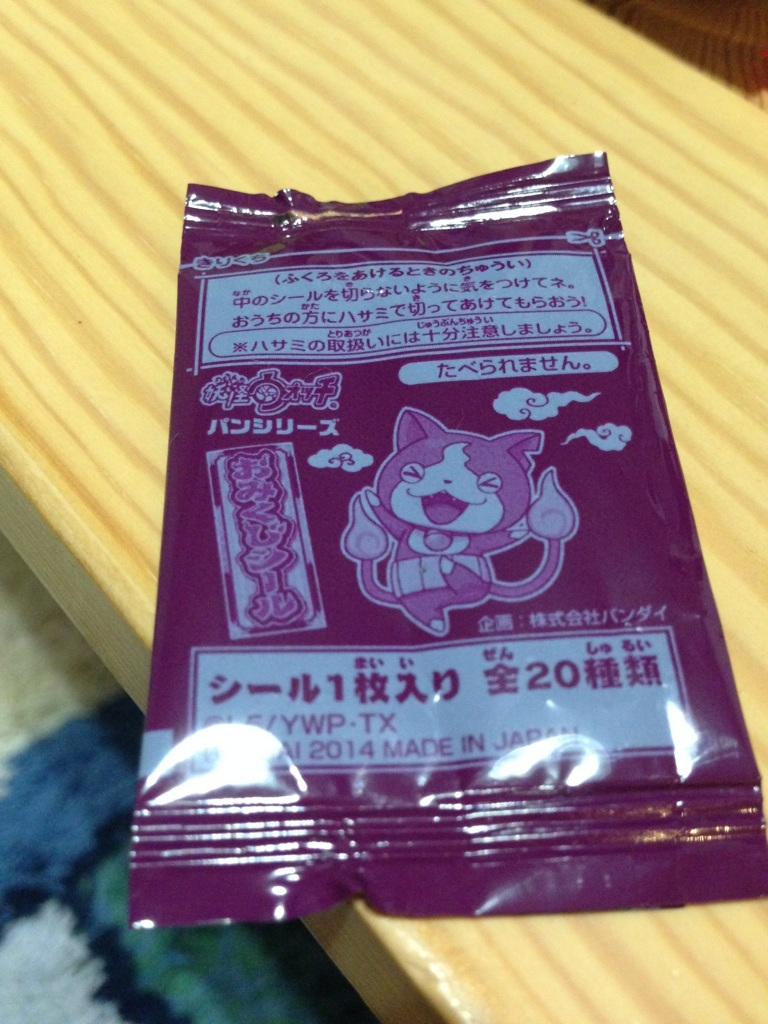 きりくち
(ふくろをあけるときのちゅうい)
中のシールを切らないように気をつけてネ。
おうちの方にハサミで切ってあけてもらおう!
※ハサミの取扱いには十分注意しましょう。
たべられません。
妖怪ウォッチ
パンシリーズ
おみくじシール
企画:株式会社バンダイ
シール1枚入り 全20種類
L5/YWP・TX
2014 MADE IN JAPAN